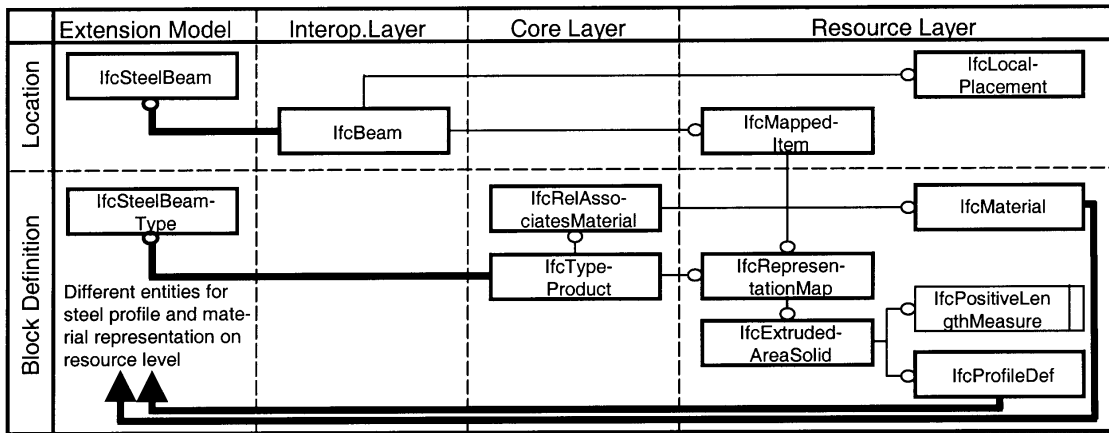 Extension Model
Interop.Layer
Core Layer
Resource Layer
Location
IfcSteelBeam
IfcBeam
IfcLocal-
Placement
IfcMapped-
Item
Block Definition
IfcSteelBeam-
Type
IfcRelAsso-
ciatesMaterial
IfcMaterial
IfcType-
Product
IfcRepresen-
tationMap
IfcPositiveLen
gthMeasure
IfcExtruded-
AreaSolid
IfcProfileDef
Different entities for
steel profile and mate-
rial representation on
resource level